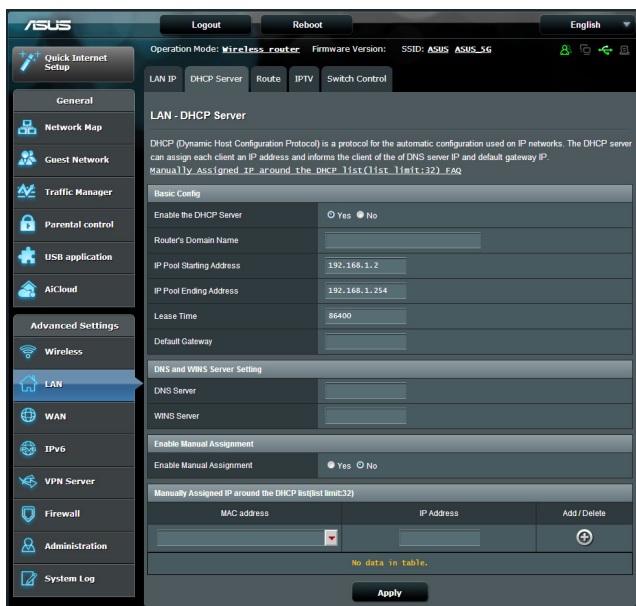 ASUS
Logout
Reboot
English
Quick Internet
Setup
Operation Mode: Wireless router Firmware Version: SSID: ASUS ASUS_5G
LAN IP
DHCP Server
Route
IPTV
Switch Control
General
Network Map
Guest Network
Traffic Manager
Parental control
USB application
AiCloud
Advanced Settings
Wireless
LAN
WAN
IPv6
VPN Server
Firewall
Administration
System Log
LAN - DHCP Server
DHCP (Dynamic Host Configuration Protocol) is a protocol for the automatic configuration used on IP networks. The DHCP server
can assign each client an IP address and informs the client of the of DNS server IP and default gateway IP.
Manually Assigned IP around the DHCP list(list limit:32) FAQ
Basic Config
Enable the DHCP Server Yes No
Router's Domain Name
IP Pool Starting Address 192.168.1.2
IP Pool Ending Address 192.168.1.254
Lease Time 86400
Default Gateway
DNS and WINS Server Setting
DNS Server
WINS Server
Enable Manual Assignment
Enable Manual Assignment Yes No
Manually Assigned IP around the DHCP list(list limit:32)
MAC address IP Address Add / Delete
No data in table.
Apply